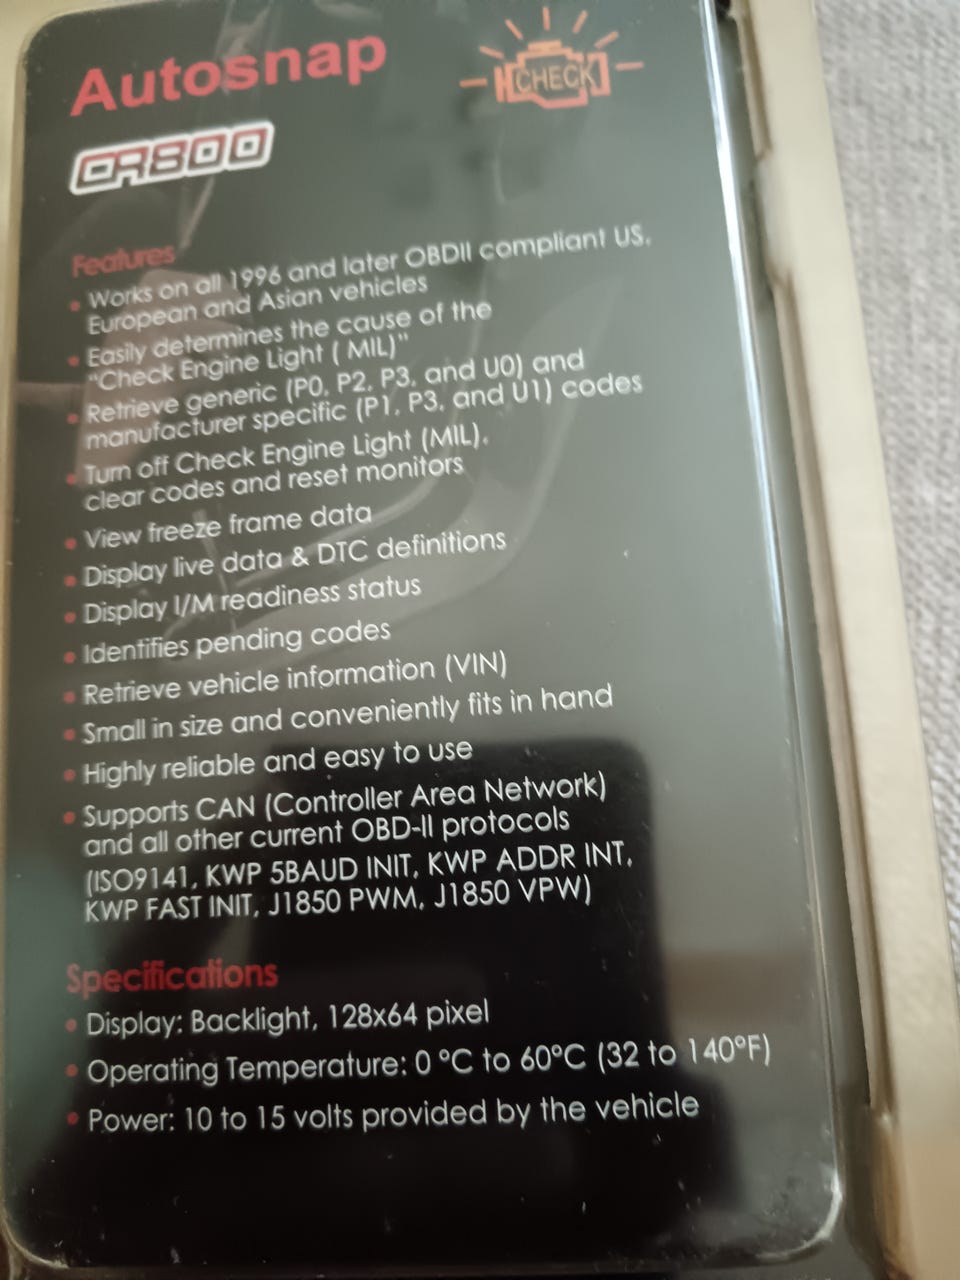 Autosnap
CHECK
CR800
Features
• Works on all 1996 and later OBDII compliant US,
European and Asian vehicles
• Easily determines the cause of the
"Check Engine Light ( MIL)"
• Retrieve generic (P0, P2, P3, and U0) and
manufacturer specific (P1, P3, and U1) codes
• Turn off Check Engine Light (MIL),
clear codes and reset monitors
• View freeze frame data
• Display live data & DTC definitions
• Display I/M readiness status
• Identifies pending codes
• Retrieve vehicle information (VIN)
• Small in size and conveniently fits in hand
• Highly reliable and easy to use
• Supports CAN (Controller Area Network)
and all other current OBD-II protocols
(ISO9141, KWP 5BAUD INIT, KWP ADDR INT,
KWP FAST INIT, J1850 PWM, J1850 VPW)
Specifications
• Display: Backlight, 128x64 pixel
• Operating Temperature: 0 °C to 60°C (32 to 140°F)
• Power: 10 to 15 volts provided by the vehicle